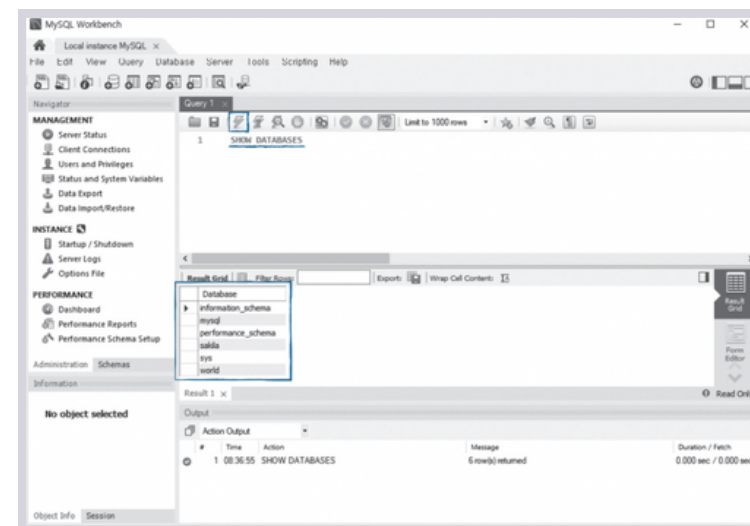 MySQL Workbench
Local instance MySQL ×
File Edit View Query Database Server Tools Scripting Help
Navigator
Query 1 ×
MANAGEMENT
Server Status
Client Connections
Users and Privileges
Status and System Variables
Data Export
Data Import/Restore
INSTANCE
Startup / Shutdown
Server Logs
Options File
PERFORMANCE
Dashboard
Performance Reports
Performance Schema Setup
Administration Schemas
Information
No object selected
Object Info Session
Limit to 1000 rows
1 SHOW DATABASES
Result Grid Filter Rows: Export: Wrap Cell Content:
Database
information_schema
mysql
performance_schema
sakila
sys
world
Result Grid
Form Editor
Result 1 × Read Only
Output
Action Output
# Time Action Message Duration / Fetch
1 08:36:55 SHOW DATABASES 6 row(s) returned 0.000 sec / 0.000 sec